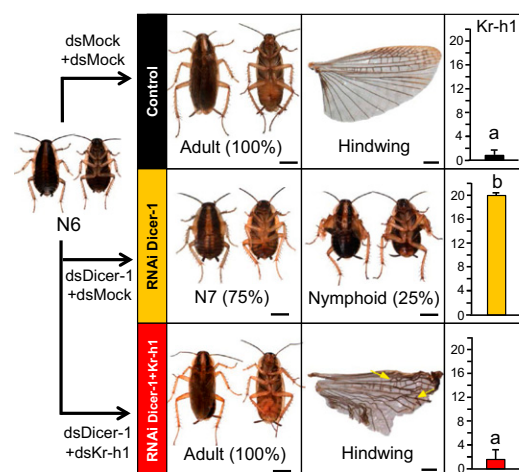 dsMock
+dsMock
Control
Adult (100%)
Hindwing
Kr-h1
20
16
12
8
4
0
a
N6
dsDicer-1
+dsMock
RNAi Dicer-1
N7 (75%)
Nymphoid (25%)
20
16
12
8
4
0
b
dsDicer-1
+dsKr-h1
RNAi Dicer-1+Kr-h1
Adult (100%)
Hindwing
20
16
12
8
4
0
a